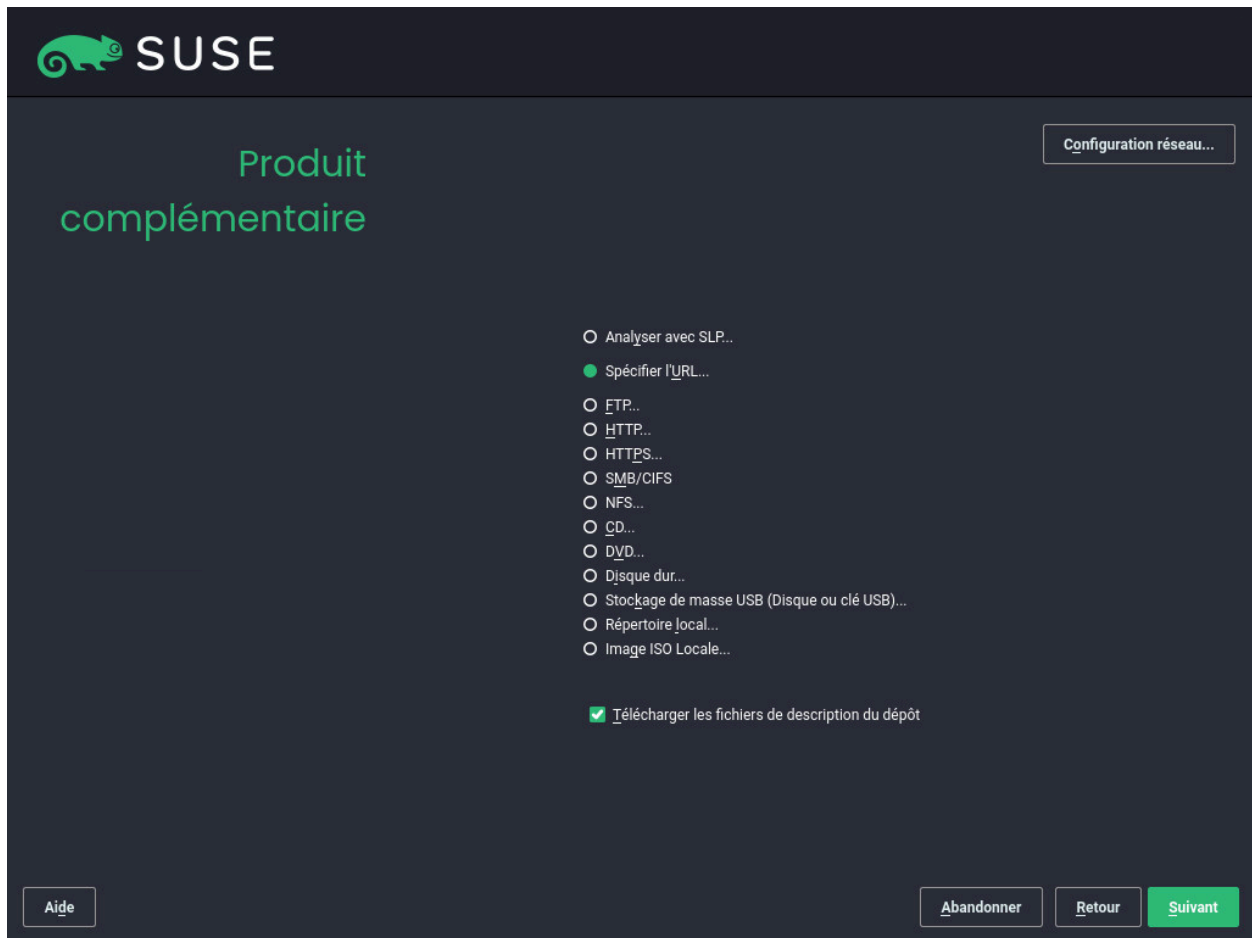 SUSE
Configuration réseau...
Produit
complémentaire
Analyser avec SLP...
Spécifier l'URL...
FTP...
HTTP...
HTTPS...
SMB/CIFS
NFS...
CD...
DVD...
Disque dur...
Stockage de masse USB (Disque ou clé USB)...
Répertoire local...
Image ISO Locale...
Télécharger les fichiers de description du dépôt
Aide
Abandonner
Retour
Suivant